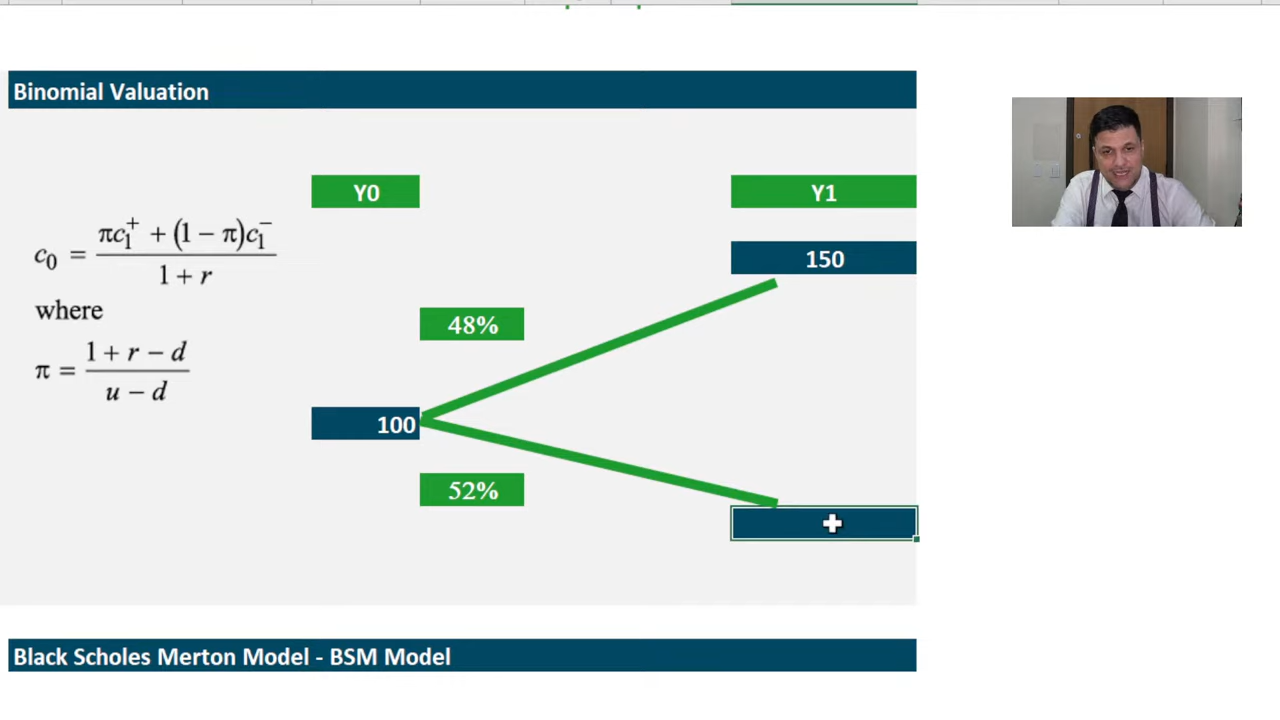 Binomial Valuation
Y0
Y1
c₀ = (πc₁⁺ + (1 − π)c₁⁻) / (1 + r)
150
where
48%
π = (1 + r − d) / (u − d)
100
52%
Black Scholes Merton Model - BSM Model